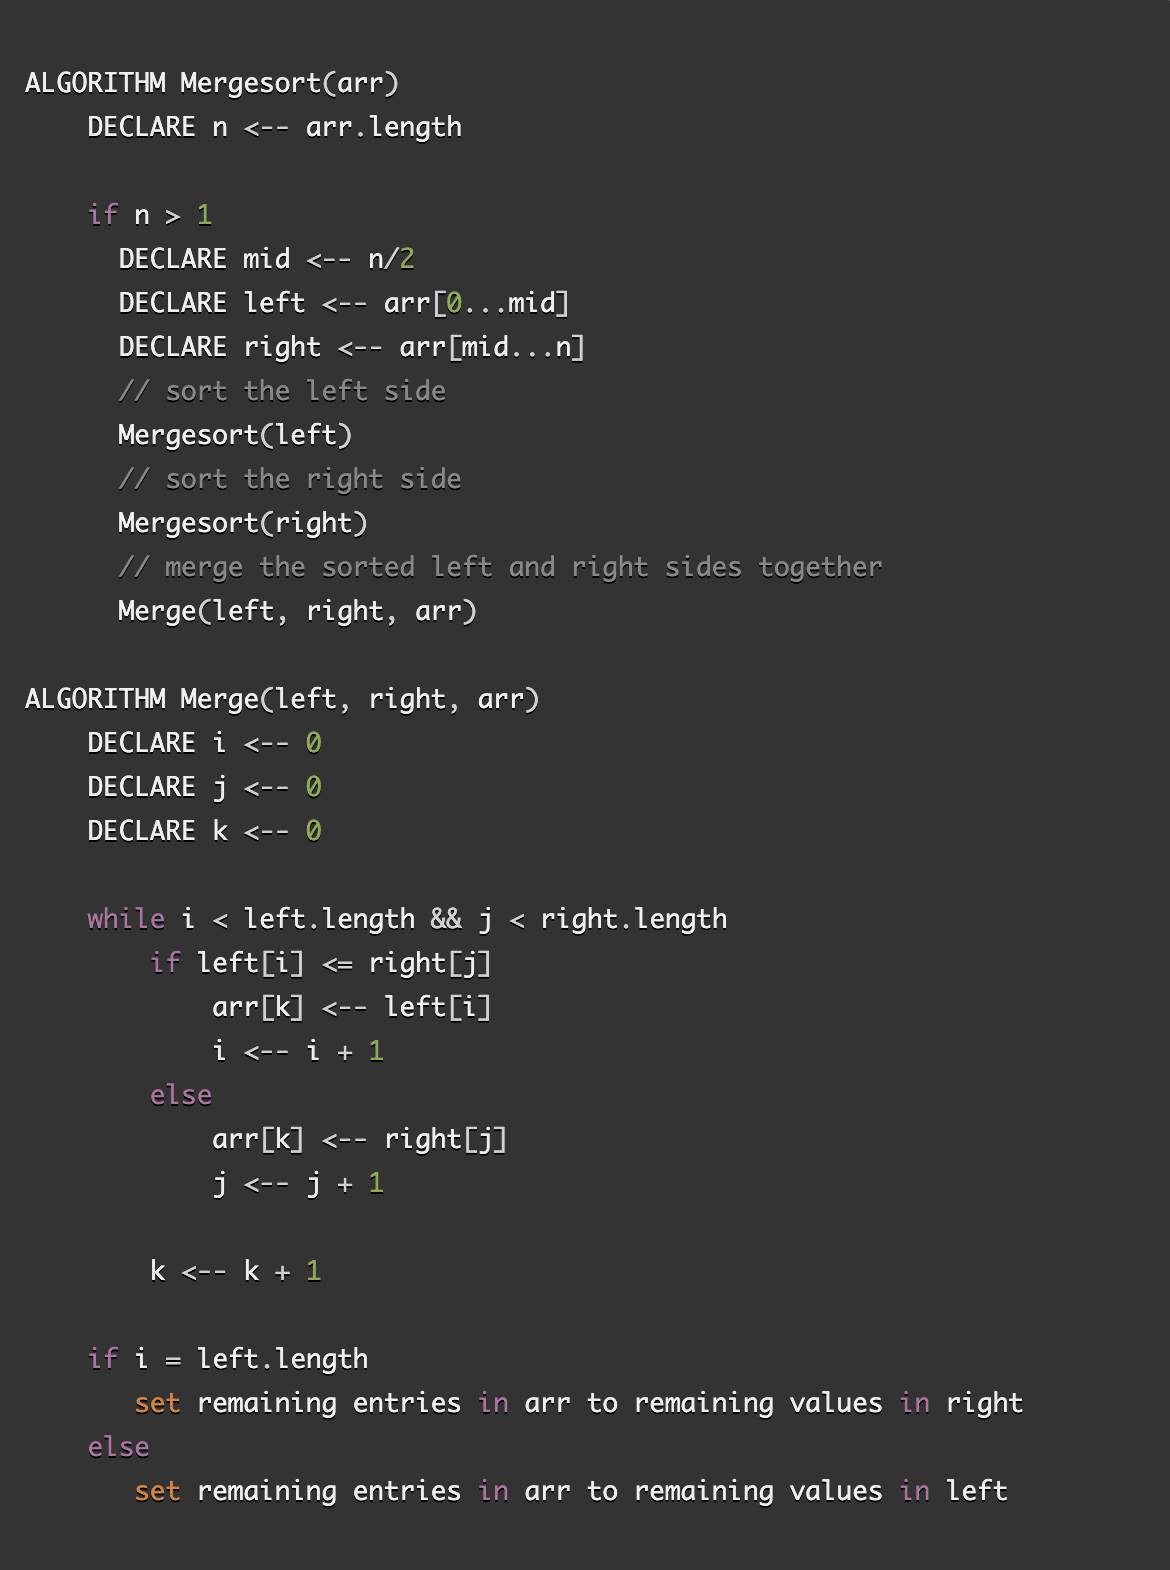 ALGORITHM Mergesort(arr)
    DECLARE n <-- arr.length

    if n > 1
      DECLARE mid <-- n/2
      DECLARE left <-- arr[0...mid]
      DECLARE right <-- arr[mid...n]
      // sort the left side
      Mergesort(left)
      // sort the right side
      Mergesort(right)
      // merge the sorted left and right sides together
      Merge(left, right, arr)

ALGORITHM Merge(left, right, arr)
    DECLARE i <-- 0
    DECLARE j <-- 0
    DECLARE k <-- 0

    while i < left.length && j < right.length
        if left[i] <= right[j]
            arr[k] <-- left[i]
            i <-- i + 1
        else
            arr[k] <-- right[j]
            j <-- j + 1

        k <-- k + 1

    if i = left.length
       set remaining entries in arr to remaining values in right
    else
       set remaining entries in arr to remaining values in left